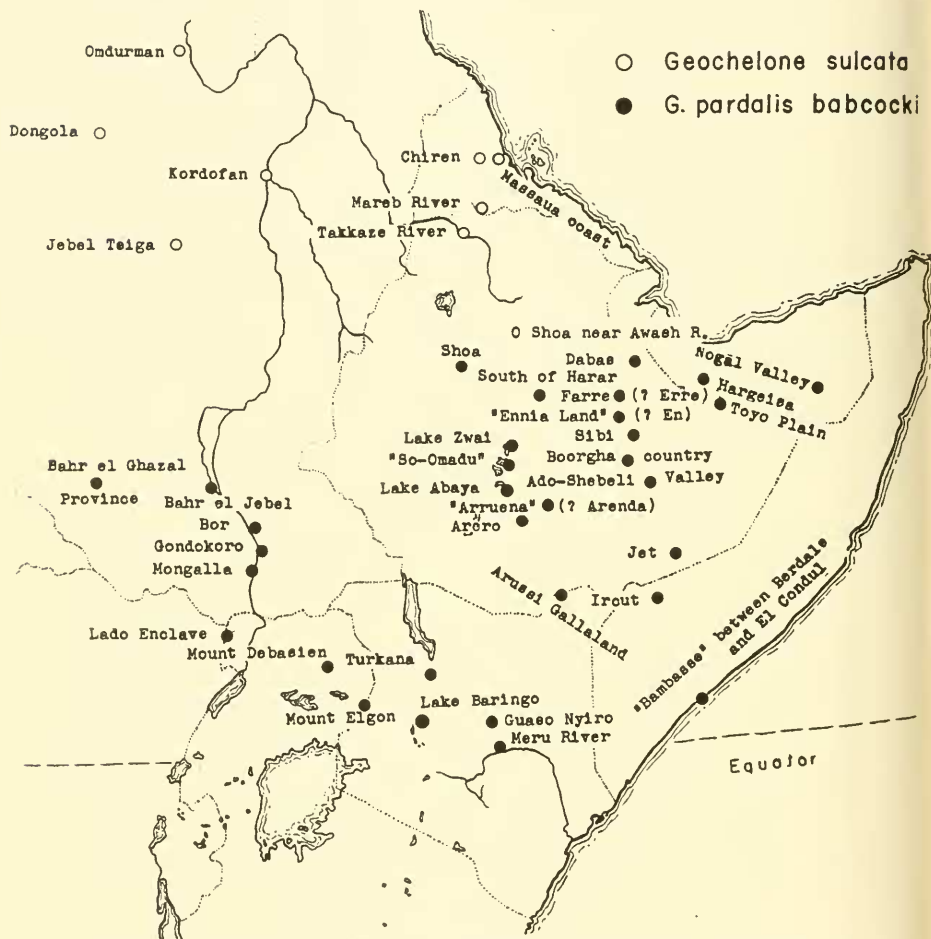 Omdurman
Geochelone sulcata
G. pardalis babcocki
Dongola
Chiren
Kordofan
Massaua coast
Mareb River
Takkaze River
Jebel Teiga
O Shoa near Awash R.
Shoa
Dabas
Nogal Valley
South of Harar
Hargeisa
Farre (? Erre)
Toyo Plain
"Ennia Land" (? En)
Sibi
Lake Zwai
"So-Omadu"
Boorgha country
Bahr el Ghazal
Province
Lake Abaya
Ado-Shebeli Valley
Bahr el Jebel
"Arruena" (? Arenda)
Arero
Bor
Gondokoro
Mongalla
Jet
Arussi Gallaland
Irout
"Bambasse" between Berdale
and El Condul
Lado Enclave
Mount Debasien
Turkana
Lake Baringo
Mount Elgon
Guaso Nyiro
Meru River
Equator